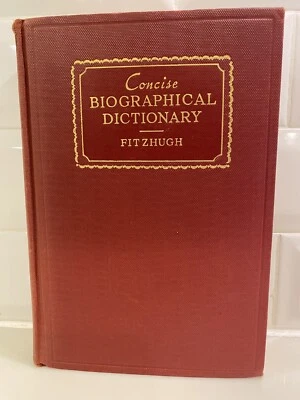 Concise
BIOGRAPHICAL
DICTIONARY
FITZHUGH